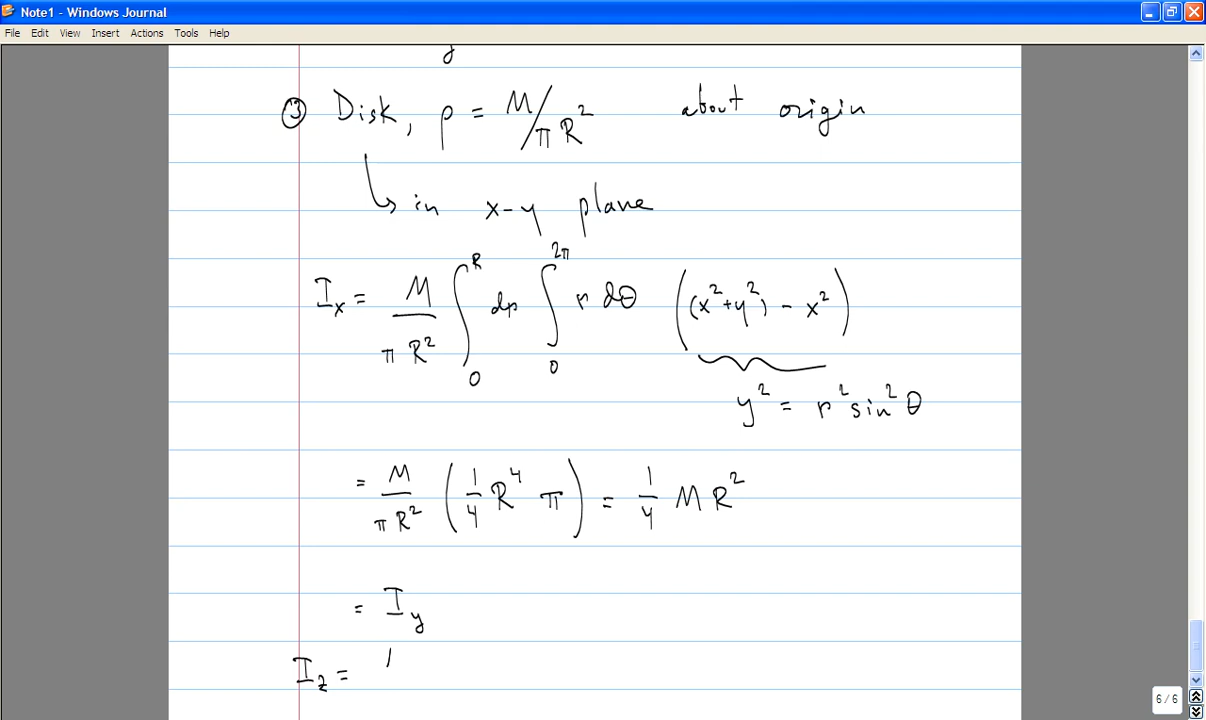 Note1 - Windows Journal
File Edit View Insert Actions Tools Help
③ Disk, ρ = M/πR² about origin
↳ in x-y plane
I_x = M/πR² ∫₀^R dr ∫₀^2π r dθ ((x²+y²) - x²)
y² = r² sin² θ
= M/πR² (1/4 R⁴ π) = 1/4 M R²
= I_y
I_z =
6/6